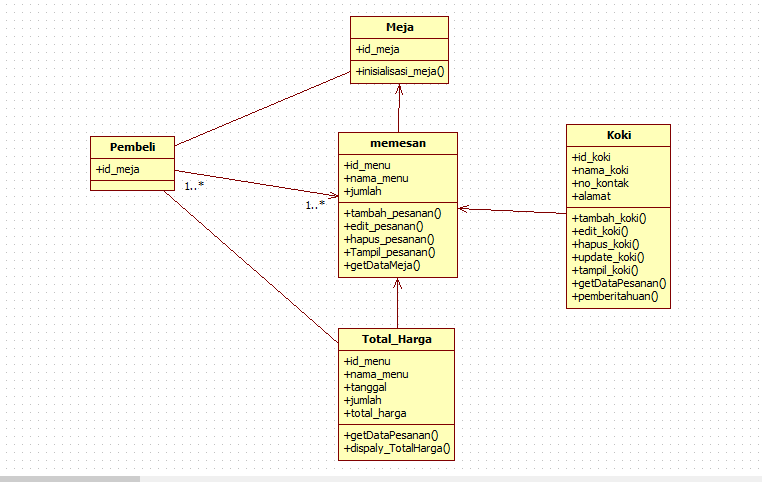 Meja
+id_meja
+inisialisasi_meja()
Pembeli
+id_meja
1..*
1..*
memesan
+id_menu
+nama_menu
+jumlah
+tambah_pesanan()
+edit_pesanan()
+hapus_pesanan()
+Tampil_pesanan()
+getDataMeja()
Koki
+id_koki
+nama_koki
+no_kontak
+alamat
+tambah_koki()
+edit_koki()
+hapus_koki()
+update_koki()
+tampil_koki()
+getDataPesanan()
+pemberitahuan()
Total_Harga
+id_menu
+nama_menu
+tanggal
+jumlah
+total_harga
+getDataPesanan()
+dispaly_TotalHarga()